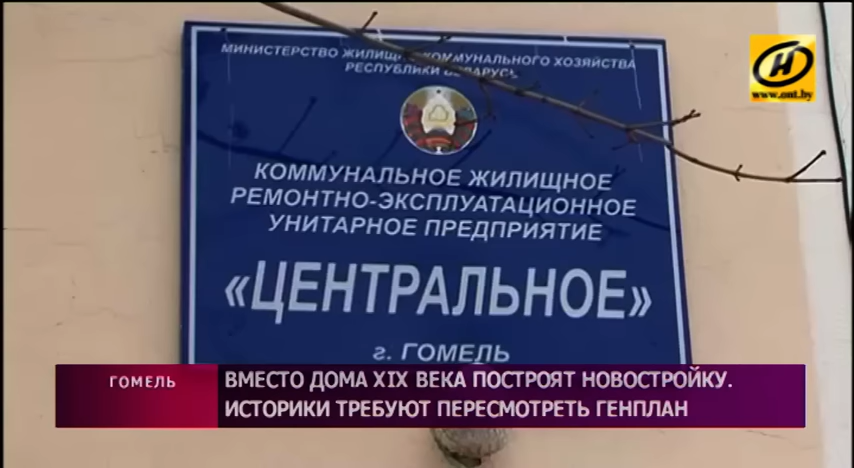 МИНИСТЕРСТВО ЖИЛИЩНО-КОММУНАЛЬНОГО ХОЗЯЙСТВА
РЕСПУБЛИКИ БЕЛАРУСЬ
КОММУНАЛЬНОЕ ЖИЛИЩНОЕ
РЕМОНТНО-ЭКСПЛУАТАЦИОННОЕ
УНИТАРНОЕ ПРЕДПРИЯТИЕ
«ЦЕНТРАЛЬНОЕ»
г. ГОМЕЛЬ
www.ont.by
ГОМЕЛЬ
ВМЕСТО ДОМА XIX ВЕКА ПОСТРОЯТ НОВОСТРОЙКУ.
ИСТОРИКИ ТРЕБУЮТ ПЕРЕСМОТРЕТЬ ГЕНПЛАН